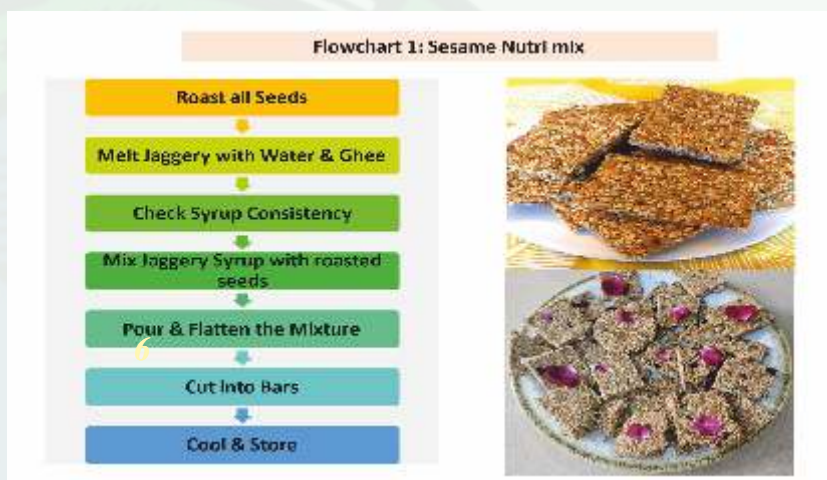 Flowchart 1: Sesame Nutri mix
Roast all Seeds
Melt Jaggery with Water & Ghee
Check Syrup Consistency
Mix Jaggery Syrup with roasted
seeds
Pour & Flatten the Mixture
6
Cut into Bars
Cool & Store